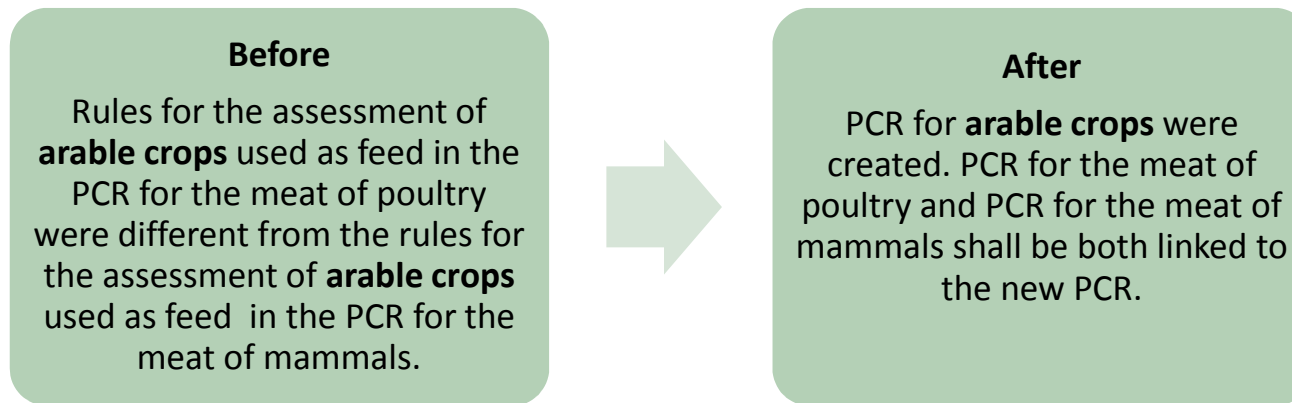 Before
Rules for the assessment of
arable crops used as feed in the
PCR for the meat of poultry
were different from the rules for
the assessment of arable crops
used as feed  in the PCR for the
meat of mammals.
After
PCR for arable crops were
created. PCR for the meat of
poultry and PCR for the meat of
mammals shall be both linked to
the new PCR.